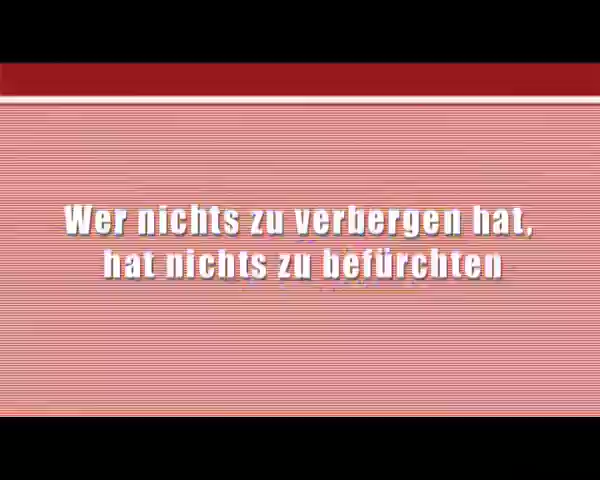 Wer nichts zu verbergen hat,
hat nichts zu befürchten